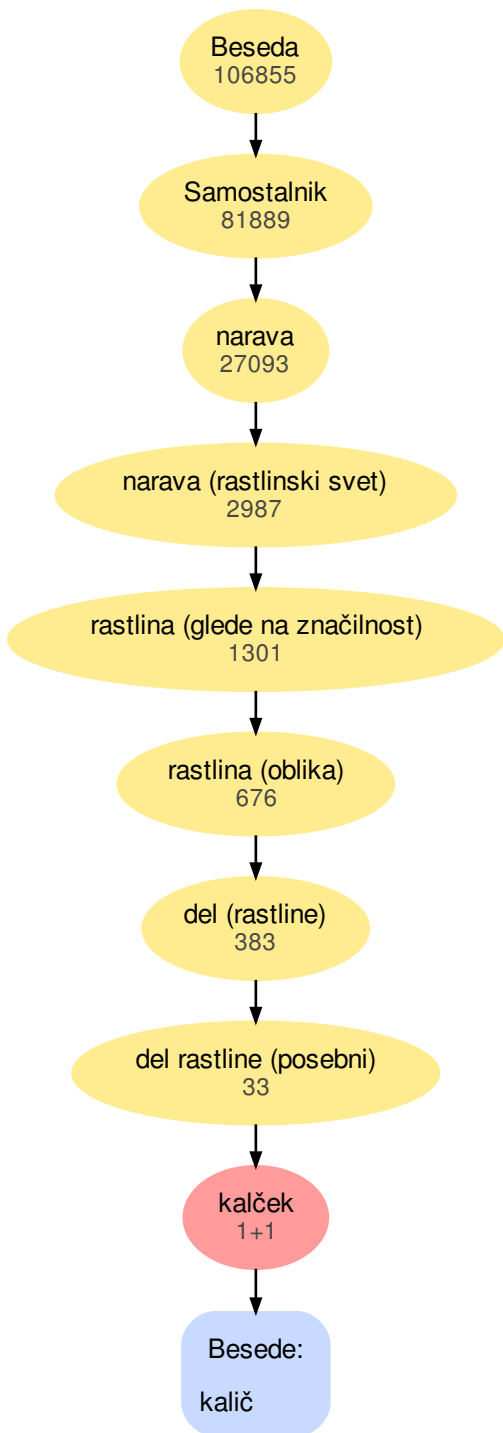 Beseda
106855
Samostalnik
81889
narava
27093
narava (rastlinski svet)
2987
rastlina (glede na značilnost)
1301
rastlina (oblika)
676
del (rastline)
383
del rastline (posebni)
33
kalček
1+1
Besede:
kalič